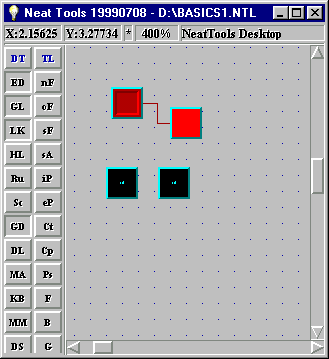 Neat Tools 19990708 - D:\BASICS1.NTL
X:2.15625 Y:3.27734 * 400% NeatTools Desktop
DT TL
ED nF
GL oF
LK sF
HL sA
Ru iP
Sc eP
GD Ct
DL Cp
MA Ps
KB F
MM B
DS G